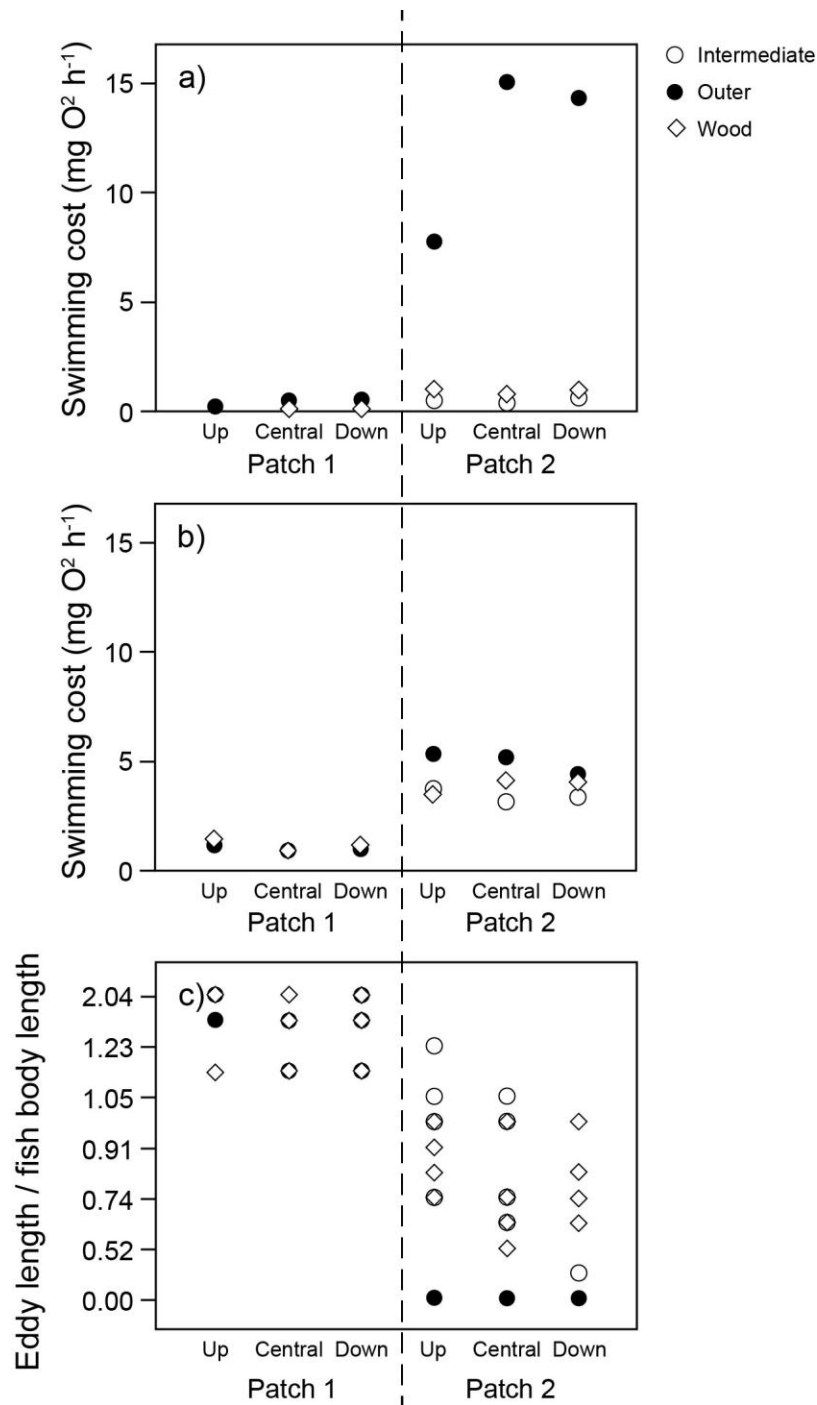 a)
Intermediate
Outer
Wood
Swimming cost (mg O² h⁻¹)
15
10
5
0
Up Central Down Up Central Down
Patch 1 Patch 2
b)
Swimming cost (mg O² h⁻¹)
15
10
5
0
Up Central Down Up Central Down
Patch 1 Patch 2
c)
Eddy length / fish body length
2.04
1.23
1.05
0.91
0.74
0.52
0.00
Up Central Down Up Central Down
Patch 1 Patch 2